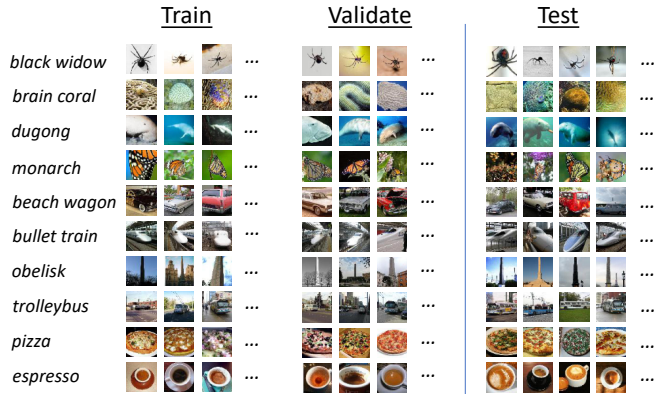 Train Validate Test
black widow ... ... ...
brain coral ... ... ...
dugong ... ... ...
monarch ... ... ...
beach wagon ... ... ...
bullet train ... ... ...
obelisk ... ... ...
trolleybus ... ... ...
pizza ... ... ...
espresso ... ... ...